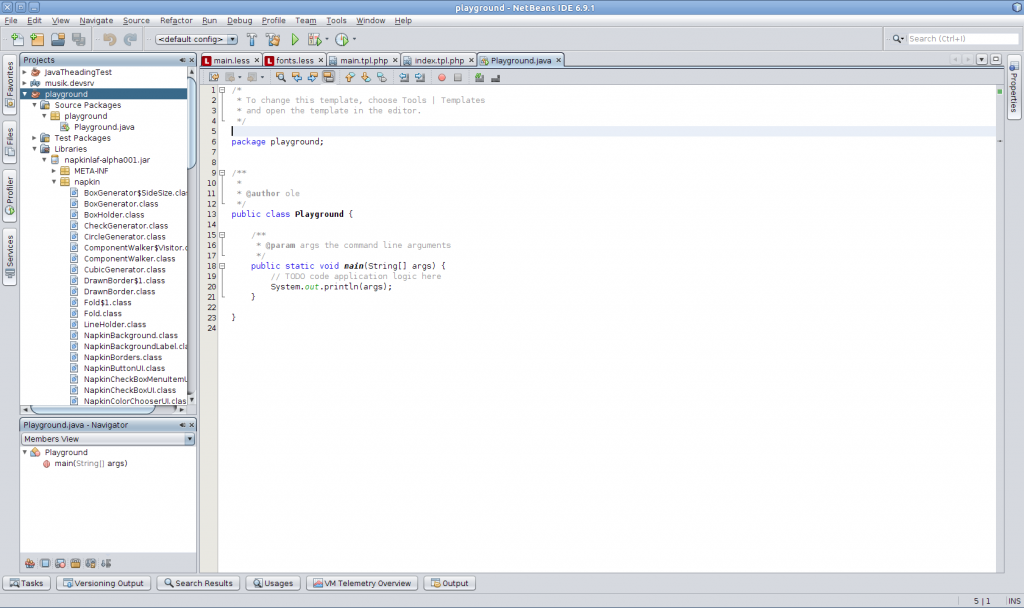 playground - NetBeans IDE 6.9.1
File Edit View Navigate Source Refactor Run Debug Profile Team Tools Window Help
<default config>
Search (Ctrl+I)
Favorites
Files
Profiler
Services
Projects
JavaTheadingTest
musik.devsrv
playground
Source Packages
playground
Playground.java
Test Packages
Libraries
napkinlaf-alpha001.jar
META-INF
napkin
BoxGenerator$SideSize.clas
BoxGenerator.class
BoxHolder.class
CheckGenerator.class
CircleGenerator.class
ComponentWalker$Visitor.c
ComponentWalker.class
CubicGenerator.class
DrawnBorder$1.class
DrawnBorder.class
Fold$1.class
Fold.class
LineHolder.class
NapkinBackground.class
NapkinBackgroundLabel.cla
NapkinBorders.class
NapkinButtonUI.class
NapkinCheckBoxMenuItemU
NapkinCheckBoxUI.class
NapkinColorChooserUI.clas
Playground.java - Navigator
Members View
Playground
main(String[] args)
main.less fonts.less main.tpl.php index.tpl.php Playground.java
1 /*
2 * To change this template, choose Tools | Templates
3 * and open the template in the editor.
4 */
5
6 package playground;
7
8
9 /**
10 *
11 * @author ole
12 */
13 public class Playground {
14
15 /**
16 * @param args the command line arguments
17 */
18 public static void main(String[] args) {
19 // TODO code application logic here
20 System.out.println(args);
21 }
22
23 }
24
Properties
Tasks Versioning Output Search Results Usages VM Telemetry Overview Output
5 | 1 INS